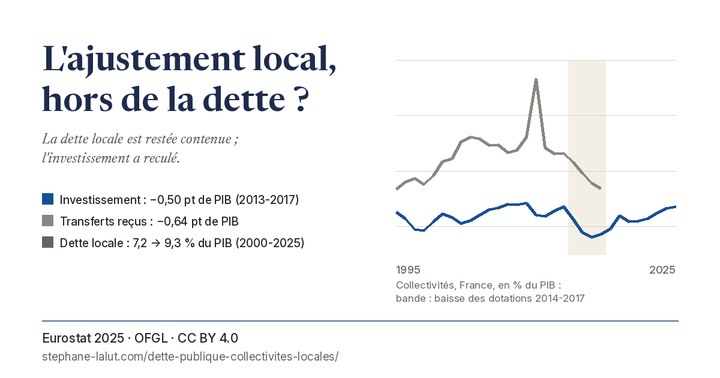 L'ajustement local,
hors de la dette ?
La dette locale est restée contenue ;
l'investissement a reculé.
Investissement : −0,50 pt de PIB (2013-2017)
Transferts reçus : −0,64 pt de PIB
Dette locale : 7,2 → 9,3 % du PIB (2000-2025)
1995
2025
Collectivités, France, en % du PIB :
bande : baisse des dotations 2014-2017
Eurostat 2025 · OFGL · CC BY 4.0
stephane-lalut.com/dette-publique-collectivites-locales/